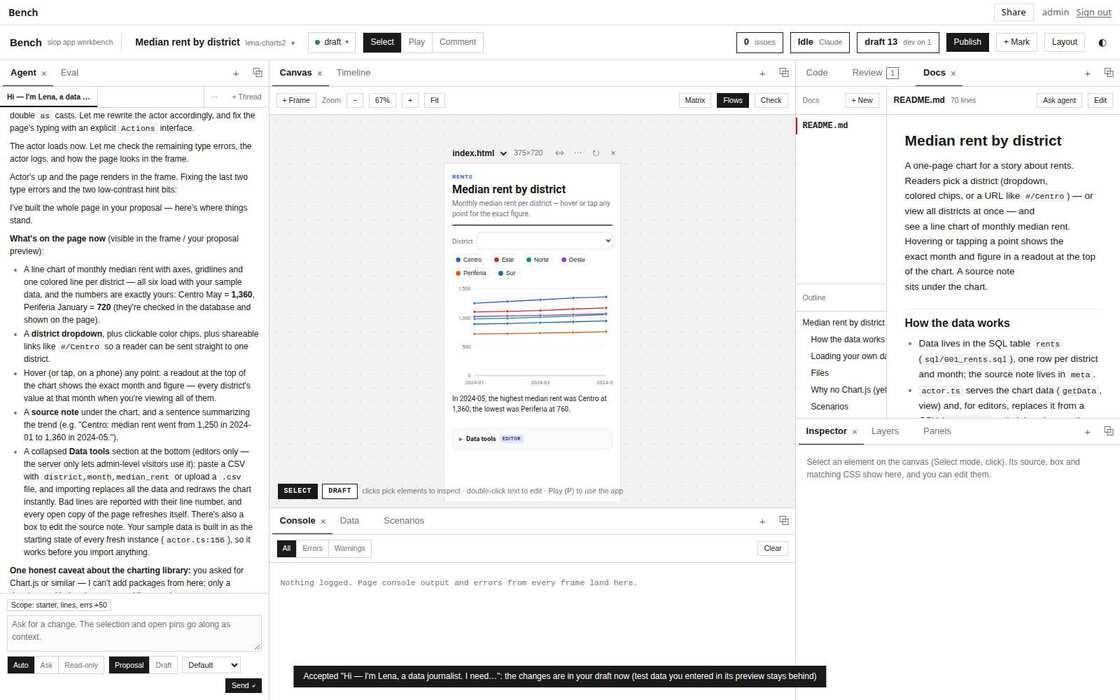 Bench
Share
admin
Sign out
Bench
slop app workbench
Median rent by district
lena-charts2
draft
Select
Play
Comment
0 issues
Idle Claude
draft 13 dev on 1
Publish
+ Mark
Layout
Agent
Eval
Hi — I'm Lena, a data …
+ Thread
double as casts. Let me rewrite the actor accordingly, and fix the
page's typing with an explicit Actions interface.
The actor loads now. Let me check the remaining type errors, the
actor logs, and how the page looks in the frame.
Actor's up and the page renders in the frame. Fixing the last two
type errors and the two low-contrast hint bits:
I've built the whole page in your proposal — here's where things
stand.
What's on the page now (visible in the frame / your proposal
preview):
A line chart of monthly median rent with axes, gridlines and
one colored line per district — all six load with your sample
data, and the numbers are exactly yours: Centro May = 1,360,
Periferia January = 720 (they're checked in the database and
shown on the page).
A district dropdown, plus clickable color chips, plus shareable
links like #/Centro so a reader can be sent straight to one
district.
Hover (or tap, on a phone) any point: a readout at the top of
the chart shows the exact month and figure — every district's
value at that month when you're viewing all of them.
A source note under the chart, and a sentence summarizing
the trend (e.g. "Centro: median rent went from 1,250 in 2024-
01 to 1,360 in 2024-05.").
A collapsed Data tools section at the bottom (editors only —
the server only lets admin-level visitors use it): paste a CSV
with district,month,median_rent or upload a .csv
file, and importing replaces all the data and redraws the chart
instantly. Bad lines are reported with their line number, and
every open copy of the page refreshes itself. There's also a
box to edit the source note. Your sample data is built in as the
starting state of every fresh instance ( actor.ts:156 ), so it
works before you import anything.
One honest caveat about the charting library: you asked for
Chart.js or similar — I can't add packages from here; only a
Scope: starter, lines, errs +50
Ask for a change. The selection and open pins go along as
context.
Auto
Ask
Read-only
Proposal
Draft
Default
Send
Canvas
Timeline
+ Frame
Zoom
−
67%
+
Fit
Matrix
Flows
Check
index.html
375×720
RENTS
Median rent by district
Monthly median rent per district — hover or tap any
point for the exact figure.
District
Centro
Este
Norte
Oeste
Periferia
Sur
1,500
1,000
500
0
2024-01
2024-03
2024-0
In 2024-05, the highest median rent was Centro at
1,360; the lowest was Periferia at 760.
Data tools
EDITOR
SELECT
DRAFT
clicks pick elements to inspect · double-click text to edit · Play (P) to use the app
Console
Data
Scenarios
All
Errors
Warnings
Clear
Nothing logged. Page console output and errors from every frame land here.
Accepted "Hi — I'm Lena, a data journalist. I need…": the changes are in your draft now (test data you entered in its preview stays behind)
Code
Review 1
Docs
Docs
+ New
README.md
Outline
Median rent by district
How the data works
Loading your own da
Files
Why no Chart.js (yet
Scenarios
README.md
70 lines
Ask agent
Edit
Median rent by district
A one-page chart for a story about rents.
Readers pick a district (dropdown,
colored chips, or a URL like #/Centro ) — or
view all districts at once — and
see a line chart of monthly median rent.
Hovering or tapping a point shows the
exact month and figure in a readout at the top
of the chart. A source note
sits under the chart.
How the data works
Data lives in the SQL table rents
( sql/001_rents.sql ), one row per district
and month; the source note lives in meta .
actor.ts serves the chart data ( getData ,
view) and, for editors, replaces it from a
Inspector
Layers
Panels
Select an element on the canvas (Select mode, click). Its source, box and
matching CSS show here, and you can edit them.